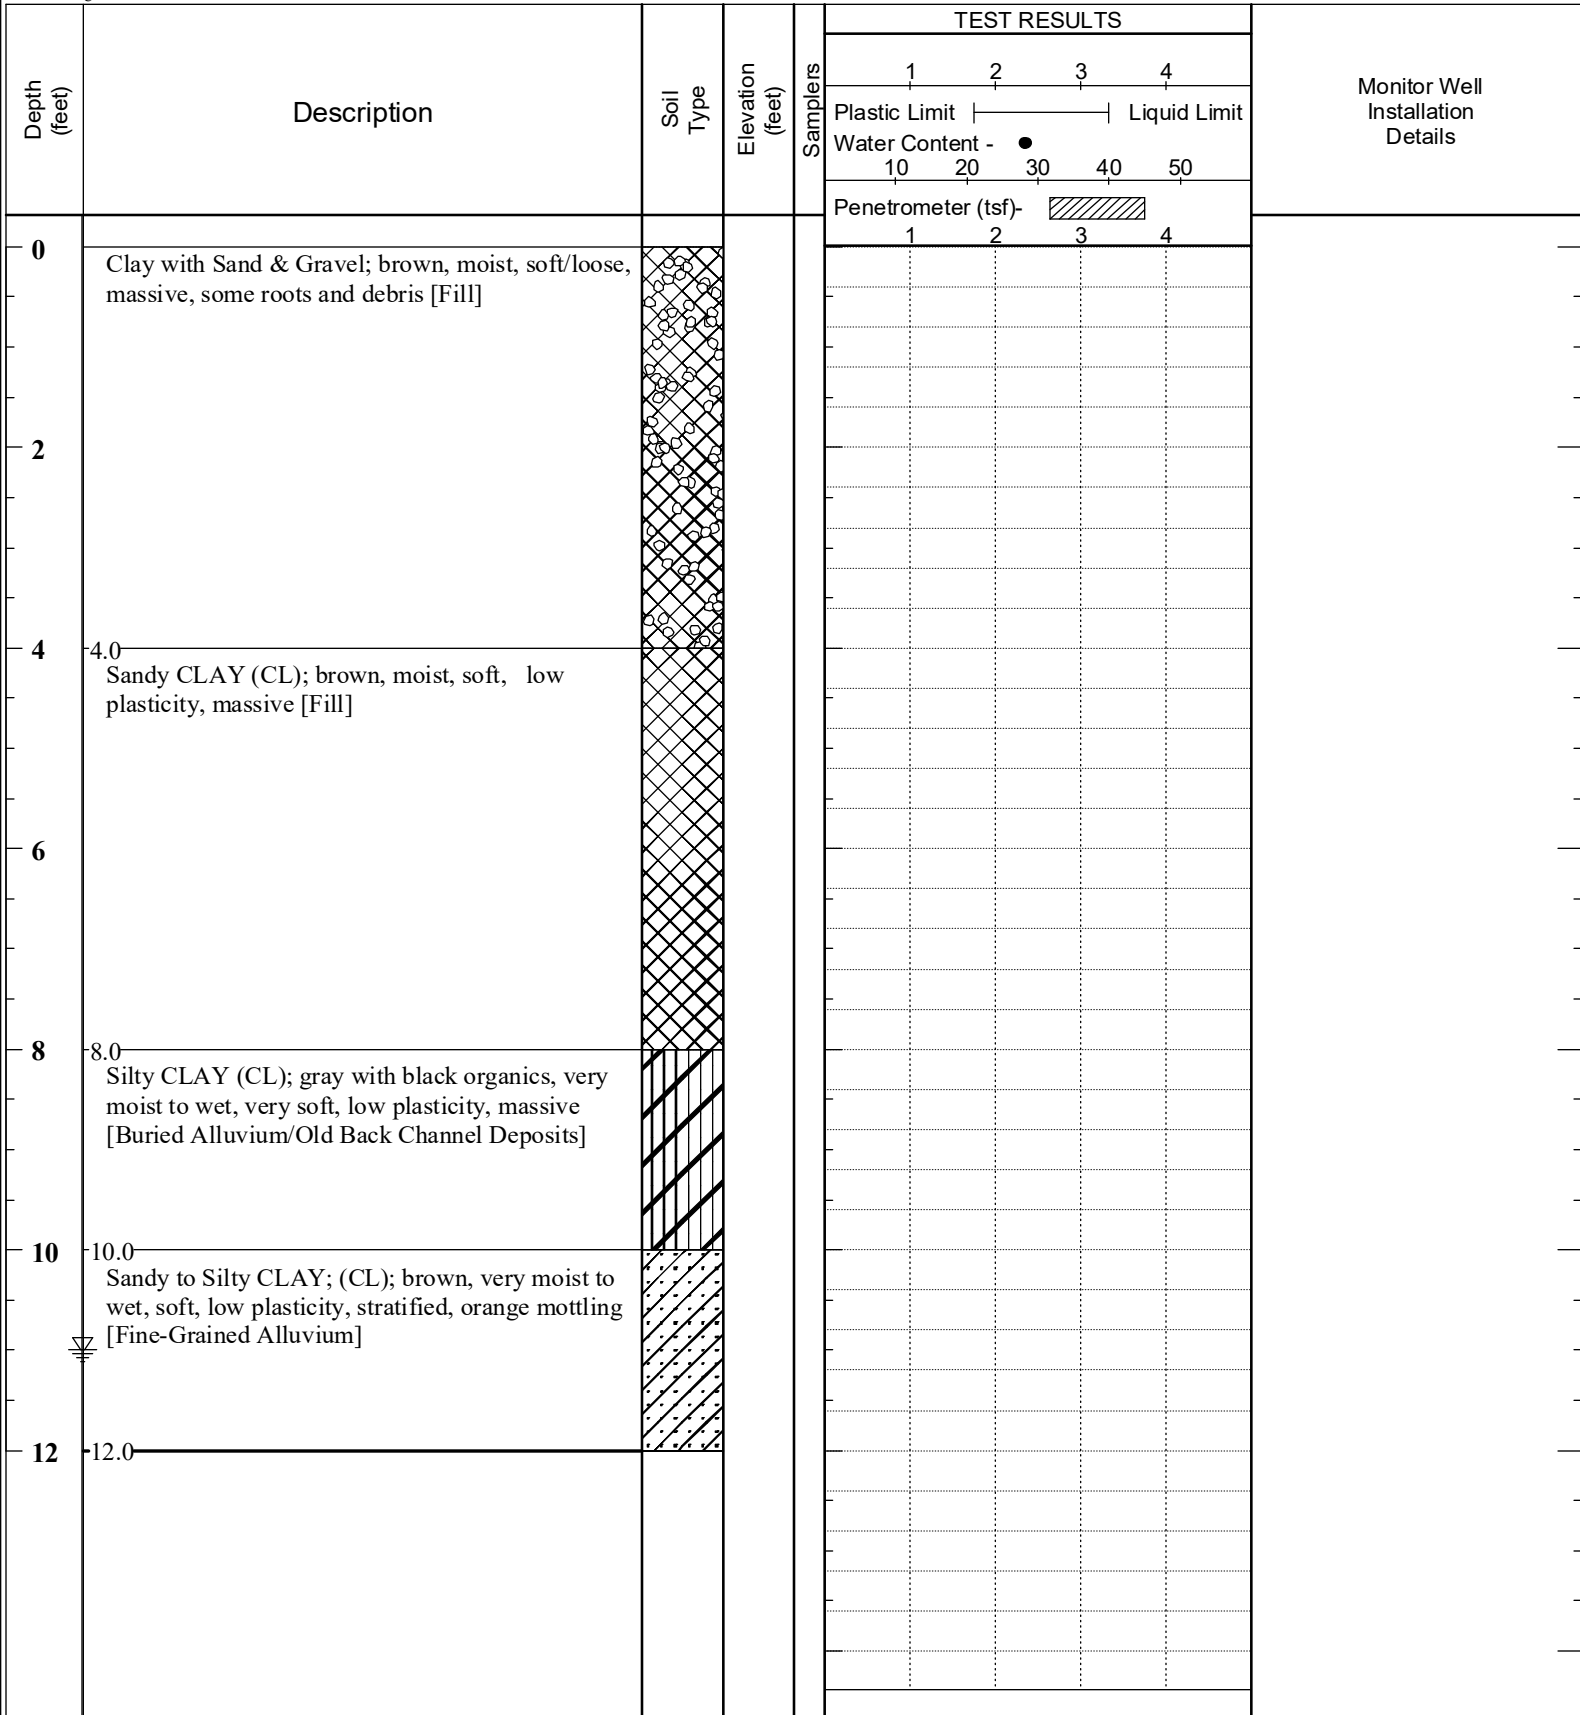 TEST RESULTS
Depth
(feet)
Description
Soil
Type
Elevation
(feet)
Samplers
1 2 3 4
Plastic Limit Liquid Limit
Water Content -
10 20 30 40 50
Penetrometer (tsf)-
1 2 3 4
Monitor Well
Installation
Details
0
Clay with Sand & Gravel; brown, moist, soft/loose,
massive, some roots and debris [Fill]
2
4
4.0
Sandy CLAY (CL); brown, moist, soft, low
plasticity, massive [Fill]
6
8
8.0
Silty CLAY (CL); gray with black organics, very
moist to wet, very soft, low plasticity, massive
[Buried Alluvium/Old Back Channel Deposits]
10
10.0
Sandy to Silty CLAY; (CL); brown, very moist to
wet, soft, low plasticity, stratified, orange mottling
[Fine-Grained Alluvium]
12
12.0